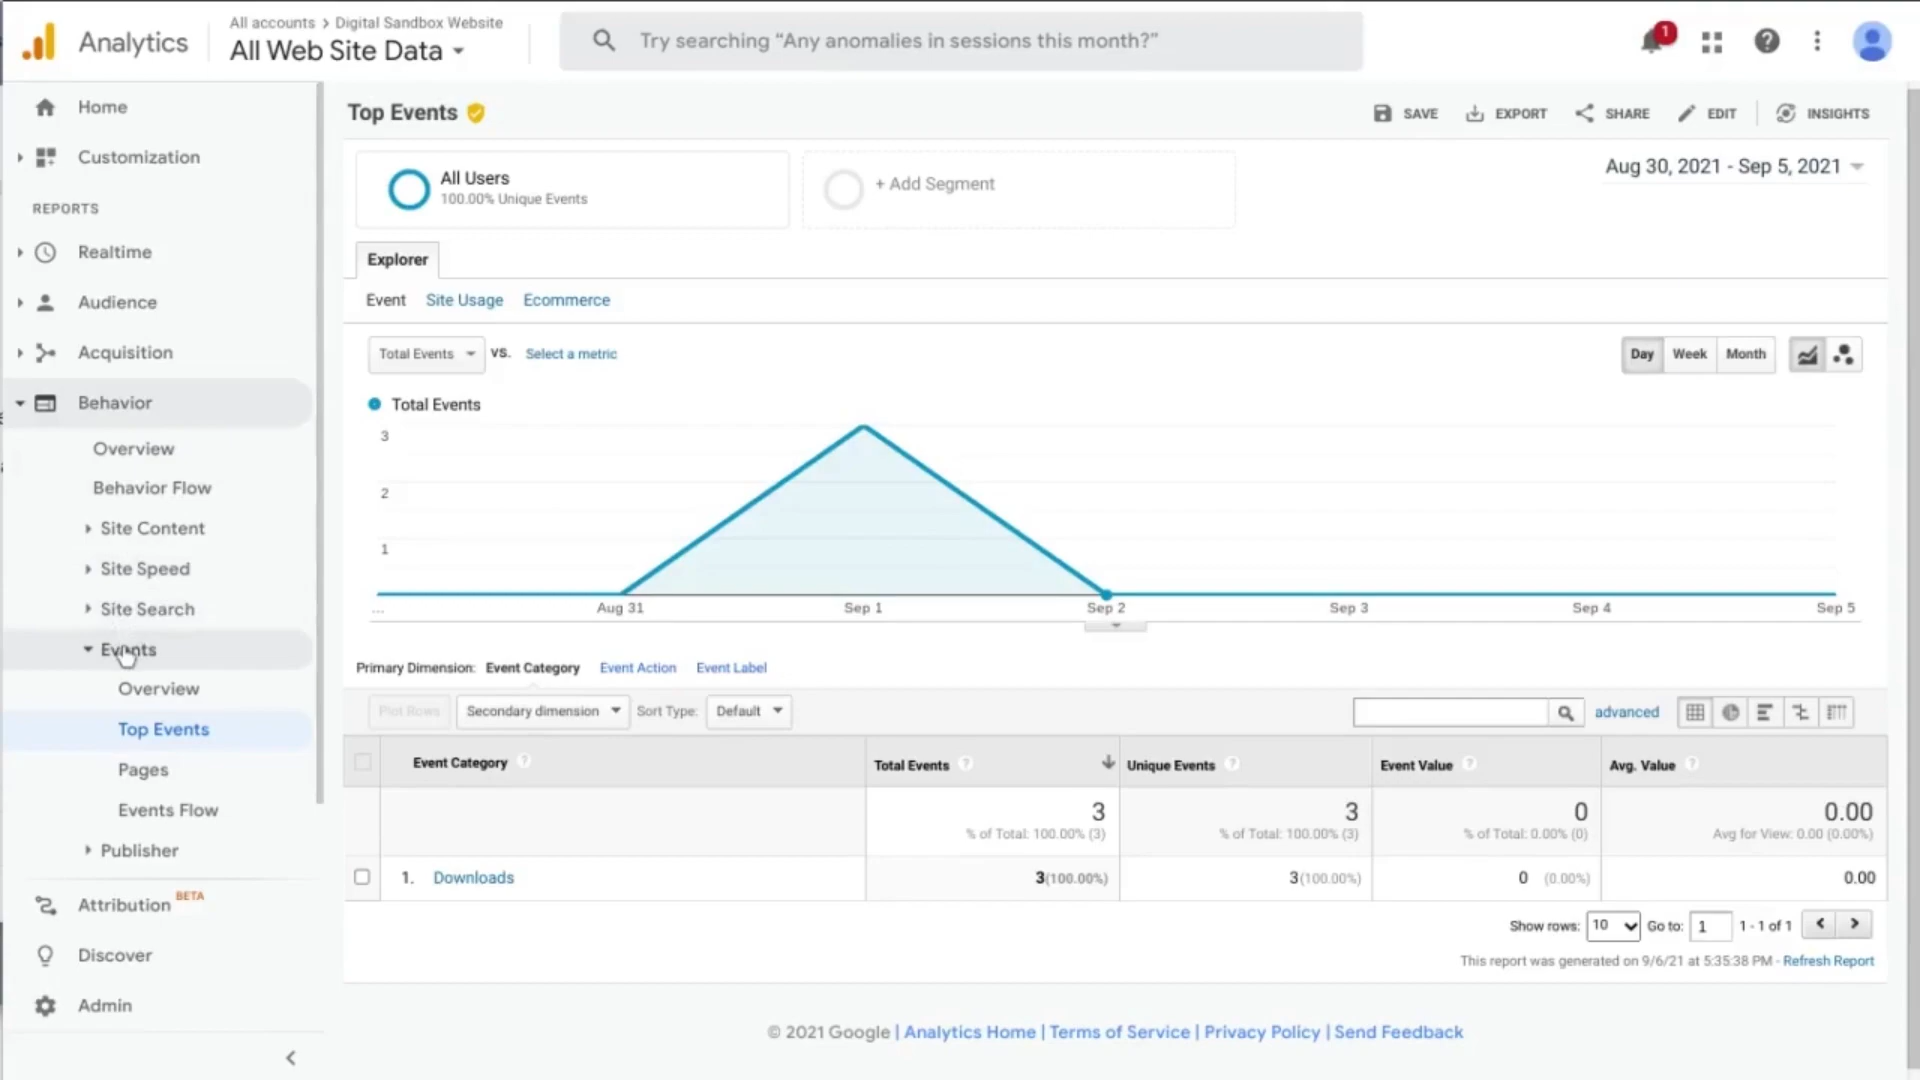 Analytics
All accounts > Digital Sandbox Website
All Web Site Data
Try searching “Any anomalies in sessions this month?”
1
Home
Customization
REPORTS
Realtime
Audience
Acquisition
Behavior
Overview
Behavior Flow
Site Content
Site Speed
Site Search
Events
Overview
Top Events
Pages
Events Flow
Publisher
Attribution BETA
Discover
Admin
Top Events
SAVE
EXPORT
SHARE
EDIT
INSIGHTS
All Users
100.00% Unique Events
+ Add Segment
Aug 30, 2021 - Sep 5, 2021
Explorer
Event Site Usage Ecommerce
Total Events VS. Select a metric
Day Week Month
Total Events
3
2
1
... Aug 31 Sep 1 Sep 2 Sep 3 Sep 4 Sep 5
Primary Dimension: Event Category Event Action Event Label
Plot Rows Secondary dimension Sort Type: Default
advanced
Event Category ? Total Events ? Unique Events ? Event Value ? Avg. Value ?
3 3 0 0.00
% of Total: 100.00% (3) % of Total: 100.00% (3) % of Total: 0.00% (0) Avg for View: 0.00 (0.00%)
1. Downloads 3(100.00%) 3(100.00%) 0 (0.00%) 0.00
Show rows: 10 Go to: 1 1 - 1 of 1
This report was generated on 9/6/21 at 5:35:38 PM - Refresh Report
© 2021 Google | Analytics Home | Terms of Service | Privacy Policy | Send Feedback